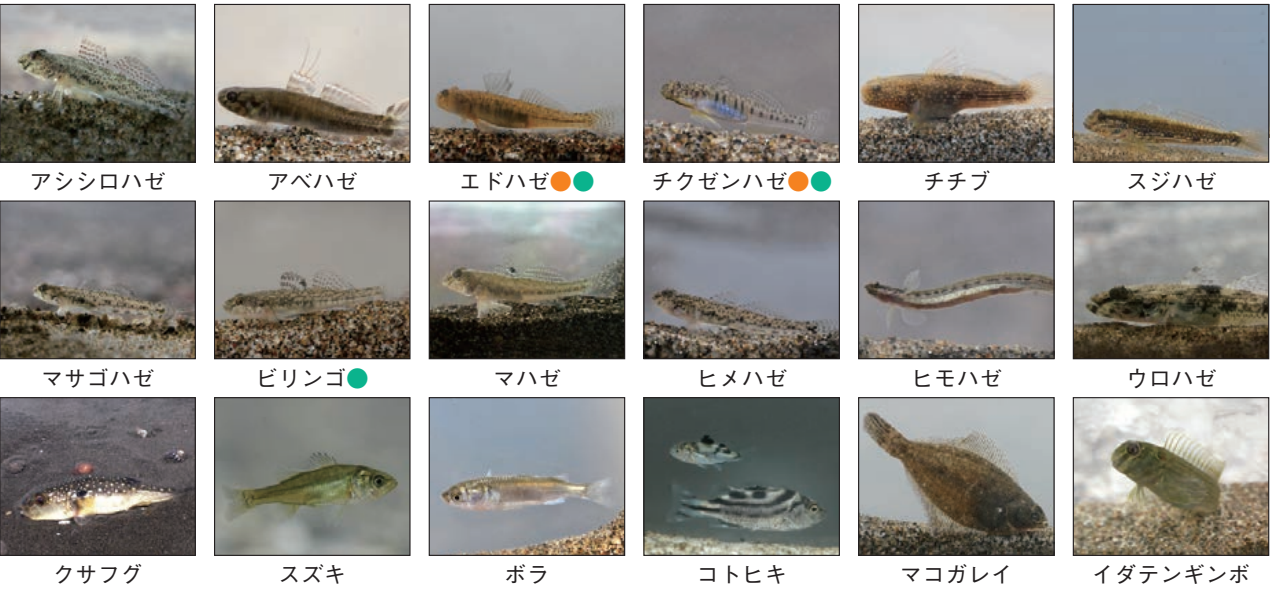 アシシロハゼ
アベハゼ
エドハゼ
チクゼンハゼ
チチブ
スジハゼ
マサゴハゼ
ビリンゴ
マハゼ
ヒメハゼ
ヒモハゼ
ウロハゼ
クサフグ
スズキ
ボラ
コトヒキ
マコガレイ
イダテンギンポ